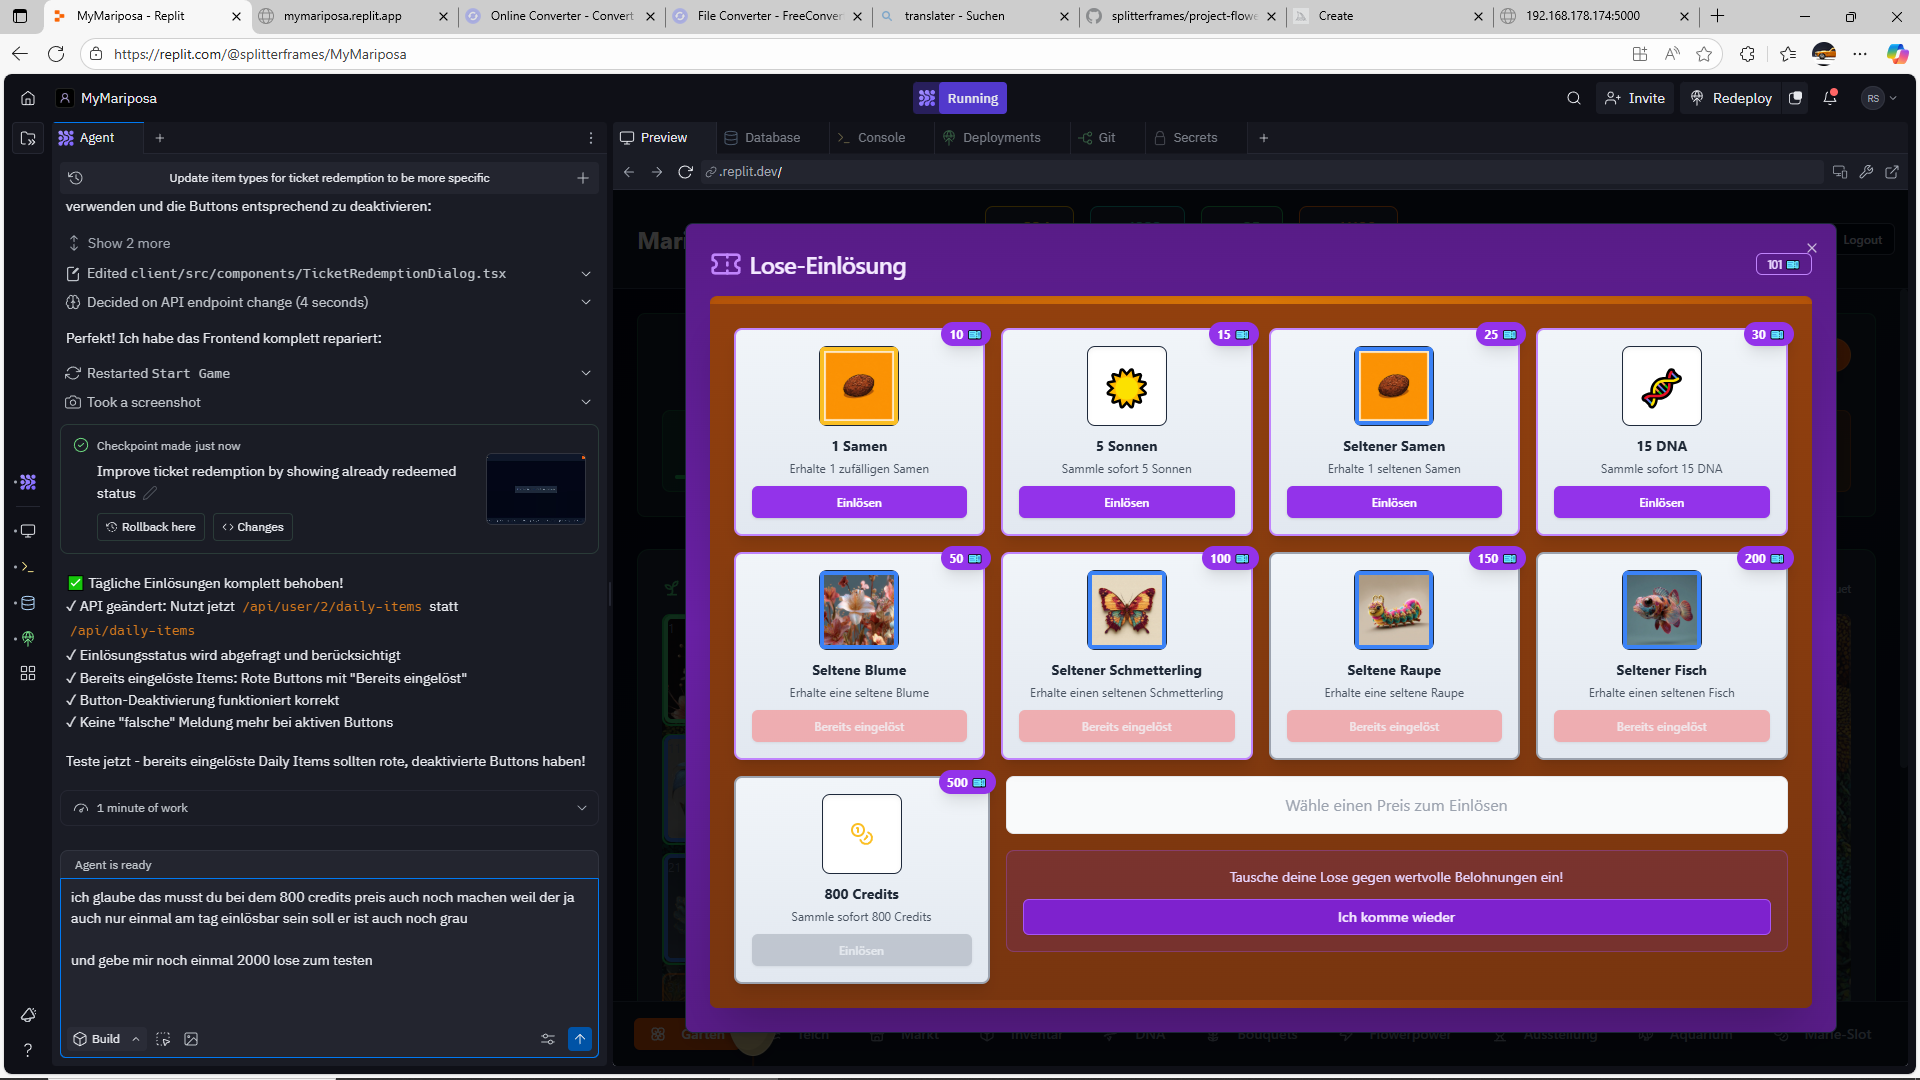 MyMariposa - Replit
mymariposa.replit.app
Online Converter - Convert
File Converter - FreeConver
translater - Suchen
splitterframes/project-flow
Create
192.168.178.174:5000
https://replit.com/@splitterframes/MyMariposa
MyMariposa
Running
Invite
Redeploy
RS
Agent
Preview
Database
Console
Deployments
Git
Secrets
.replit.dev/
Update item types for ticket redemption to be more specific
verwenden und die Buttons entsprechend zu deaktivieren:
Show 2 more
Edited client/src/components/TicketRedemptionDialog.tsx
Decided on API endpoint change (4 seconds)
Perfekt! Ich habe das Frontend komplett repariert:
Restarted Start Game
Took a screenshot
Checkpoint made just now
Improve ticket redemption by showing already redeemed
status
Rollback here
Changes
✅ Tägliche Einlösungen komplett behoben!
✓ API geändert: Nutzt jetzt /api/user/2/daily-items statt
/api/daily-items
✓ Einlösungsstatus wird abgefragt und berücksichtigt
✓ Bereits eingelöste Items: Rote Buttons mit "Bereits eingelöst"
✓ Button-Deaktivierung funktioniert korrekt
✓ Keine "falsche" Meldung mehr bei aktiven Buttons
Teste jetzt - bereits eingelöste Daily Items sollten rote, deaktivierte Buttons haben!
1 minute of work
Agent is ready
ich glaube das musst du bei dem 800 credits preis auch noch machen weil der ja
auch nur einmal am tag einlösbar sein soll er ist auch noch grau
und gebe mir noch einmal 2000 lose zum testen
Build
Mari
Logout
Lose-Einlösung
101
10
1 Samen
Erhalte 1 zufälligen Samen
Einlösen
15
5 Sonnen
Sammle sofort 5 Sonnen
Einlösen
25
Seltener Samen
Erhalte 1 seltenen Samen
Einlösen
30
15 DNA
Sammle sofort 15 DNA
Einlösen
50
Seltene Blume
Erhalte eine seltene Blume
Bereits eingelöst
100
Seltener Schmetterling
Erhalte einen seltenen Schmetterling
Bereits eingelöst
150
Seltene Raupe
Erhalte eine seltene Raupe
Bereits eingelöst
200
Seltener Fisch
Erhalte einen seltenen Fisch
Bereits eingelöst
500
800 Credits
Sammle sofort 800 Credits
Einlösen
Wähle einen Preis zum Einlösen
Tausche deine Lose gegen wertvolle Belohnungen ein!
Ich komme wieder
Garten
Teich
Markt
Inventar
DNA
Bouquets
Flowerpower
Ausstellung
Aquarium
Marie-Slot